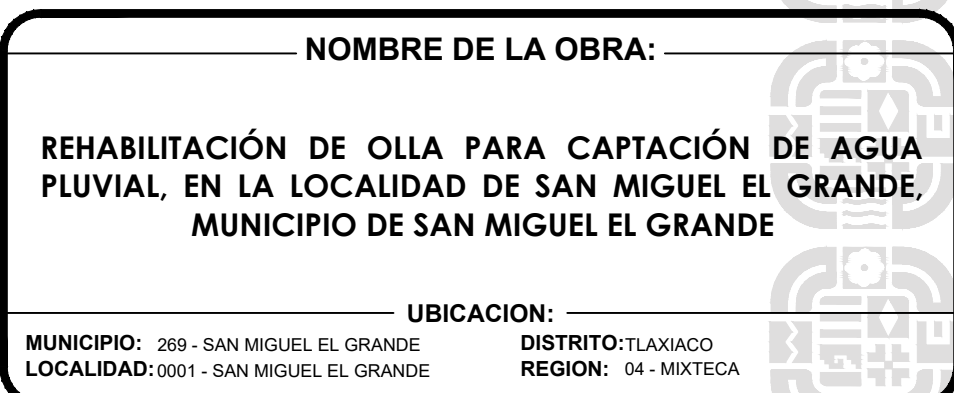 NOMBRE DE LA OBRA:
REHABILITACIÓN DE OLLA PARA CAPTACIÓN DE AGUA
PLUVIAL, EN LA LOCALIDAD DE SAN MIGUEL EL GRANDE,
MUNICIPIO DE SAN MIGUEL EL GRANDE
UBICACION:
MUNICIPIO: 269 - SAN MIGUEL EL GRANDE DISTRITO:TLAXIACO
LOCALIDAD:0001 - SAN MIGUEL EL GRANDE REGION: 04 - MIXTECA